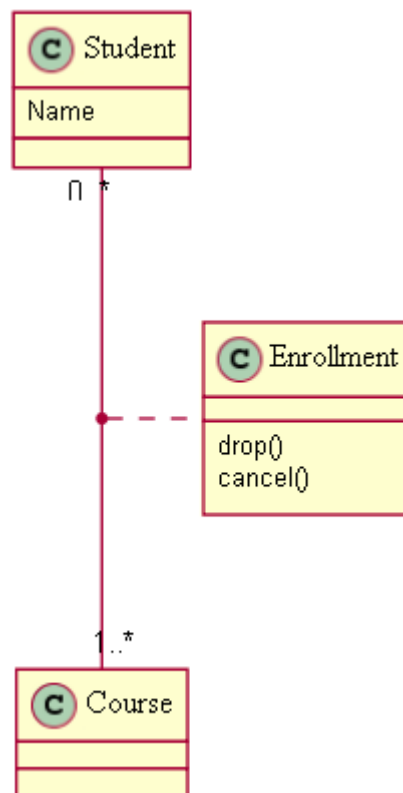 C Student
Name
0..*
C Enrollment
drop()
cancel()
1..*
C Course